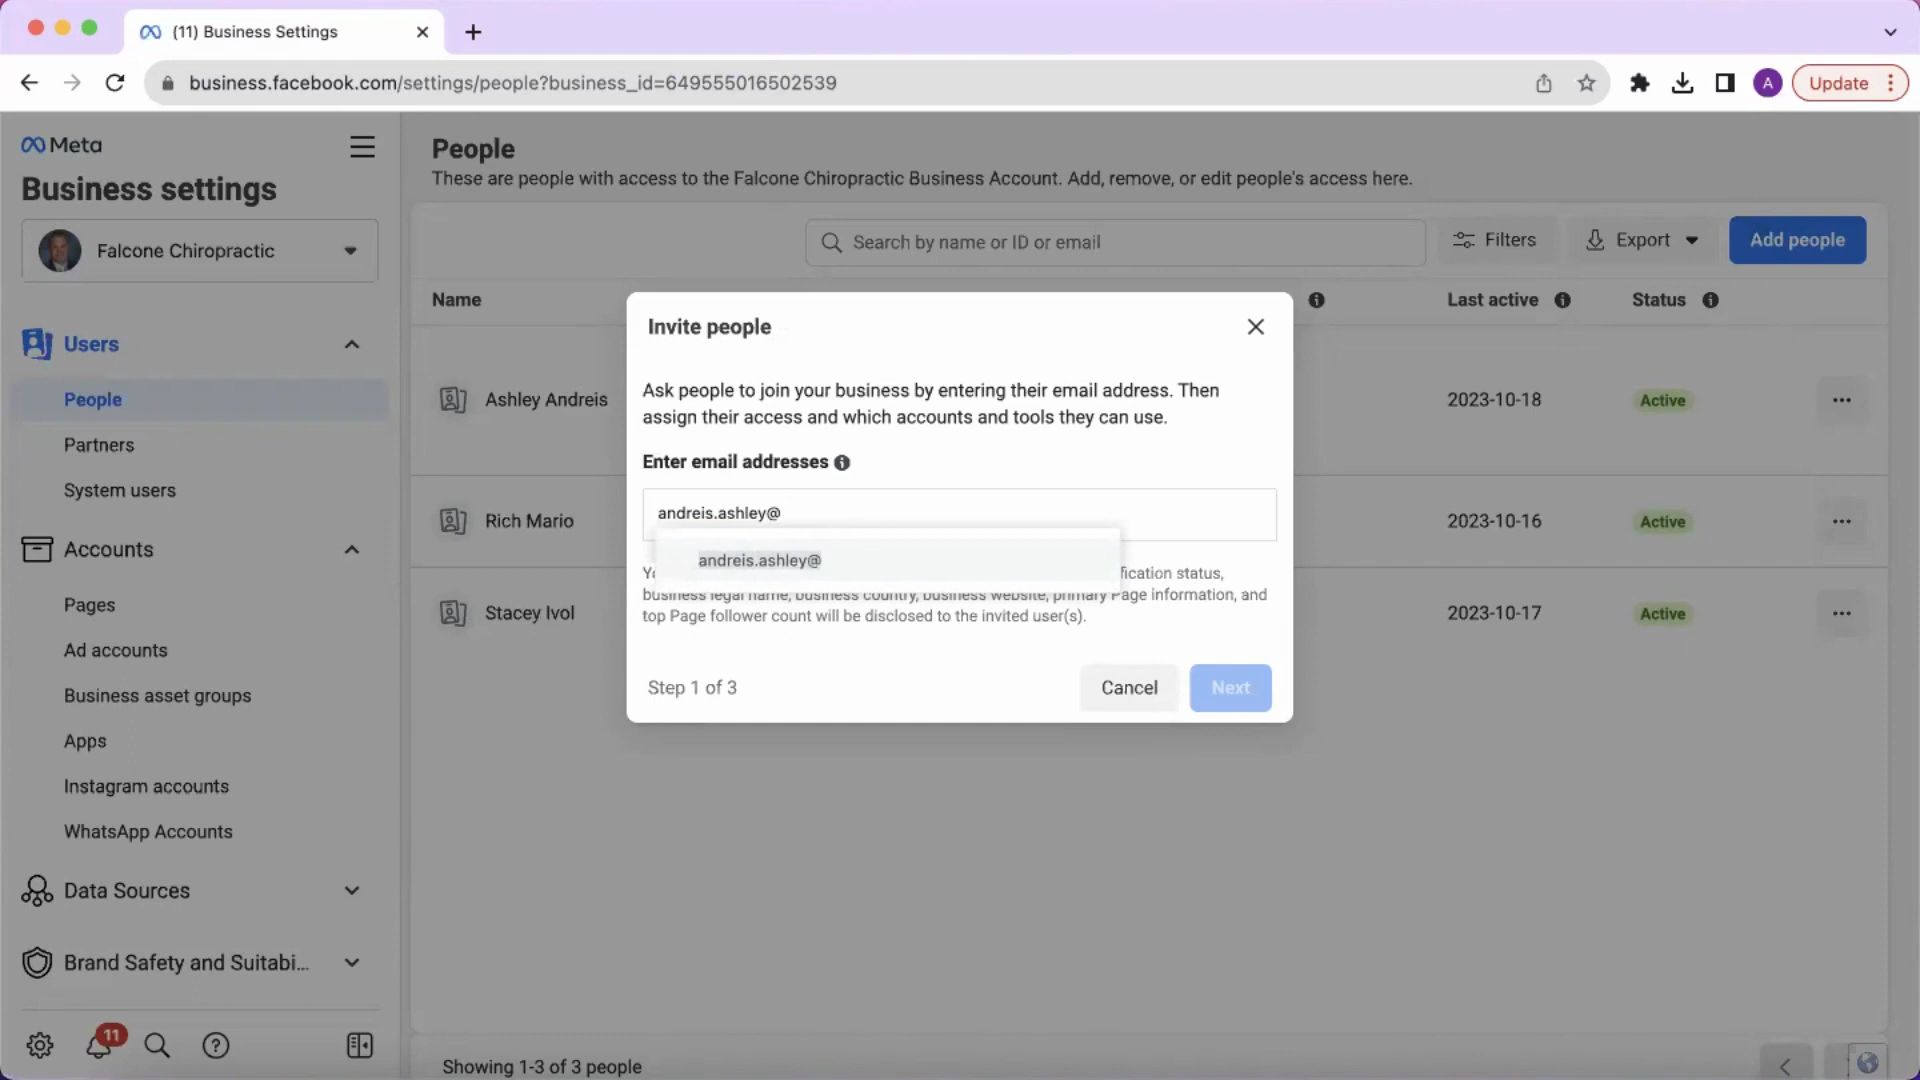 (11) Business Settings
business.facebook.com/settings/people?business_id=649555016502539
A
Update
Meta
Business settings
Falcone Chiropractic
Users
People
Partners
System users
Accounts
Pages
Ad accounts
Business asset groups
Apps
Instagram accounts
WhatsApp Accounts
Data Sources
Brand Safety and Suitabi...
11
People
These are people with access to the Falcone Chiropractic Business Account. Add, remove, or edit people's access here.
Search by name or ID or email
Filters
Export
Add people
Name
Last active
Status
Ashley Andreis
2023-10-18
Active
Rich Mario
2023-10-16
Active
Stacey Ivol
2023-10-17
Active
Showing 1-3 of 3 people
Invite people
Ask people to join your business by entering their email address. Then
assign their access and which accounts and tools they can use.
Enter email addresses
andreis.ashley@
andreis.ashley@
fication status,
business legal name, business country, business website, primary Page information, and
top Page follower count will be disclosed to the invited user(s).
Step 1 of 3
Cancel
Next